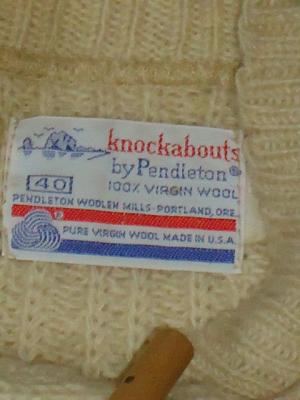 knockabouts
by Pendleton®
40
100% VIRGIN WOOL
PENDLETON WOOLEN MILLS-PORTLAND, ORE.
®
PURE VIRGIN WOOL MADE IN U.S.A.